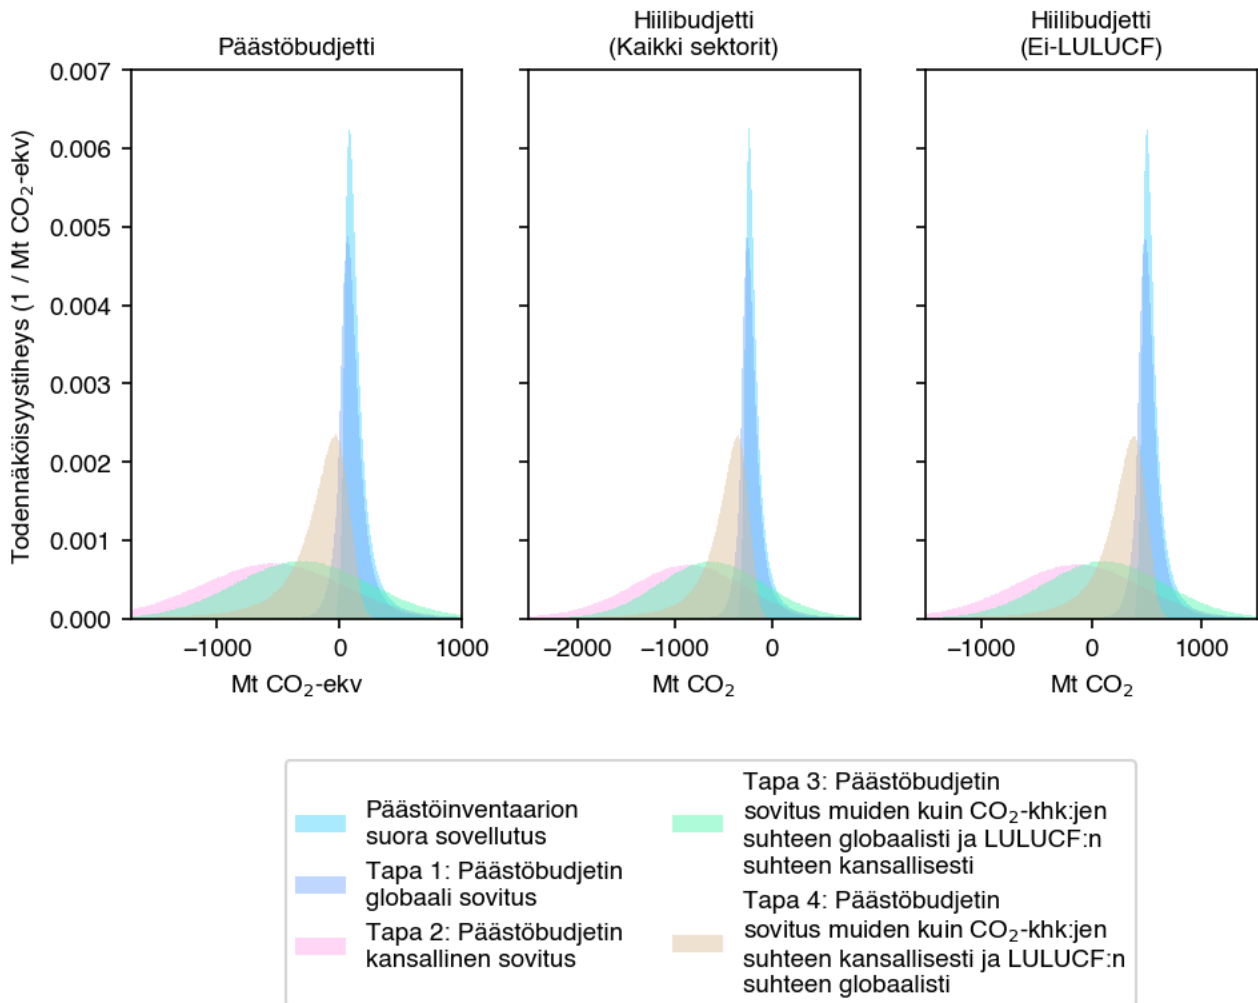 Päästöbudjetti
Hiilibudjetti
(Kaikki sektorit)
Hiilibudjetti
(Ei-LULUCF)
Todennäköisyystiheys (1 / Mt CO₂-ekv)
0.007
0.006
0.005
0.004
0.003
0.002
0.001
0.000
−1000 0 1000
Mt CO₂-ekv
−2000 −1000 0
Mt CO₂
−1000 0 1000
Mt CO₂
Päästöinventaarion
suora sovellutus
Tapa 1: Päästöbudjetin
globaali sovitus
Tapa 2: Päästöbudjetin
kansallinen sovitus
Tapa 3: Päästöbudjetin
sovitus muiden kuin CO₂-khk:jen
suhteen globaalisti ja LULUCF:n
suhteen kansallisesti
Tapa 4: Päästöbudjetin
sovitus muiden kuin CO₂-khk:jen
suhteen kansallisesti ja LULUCF:n
suhteen globaalisti